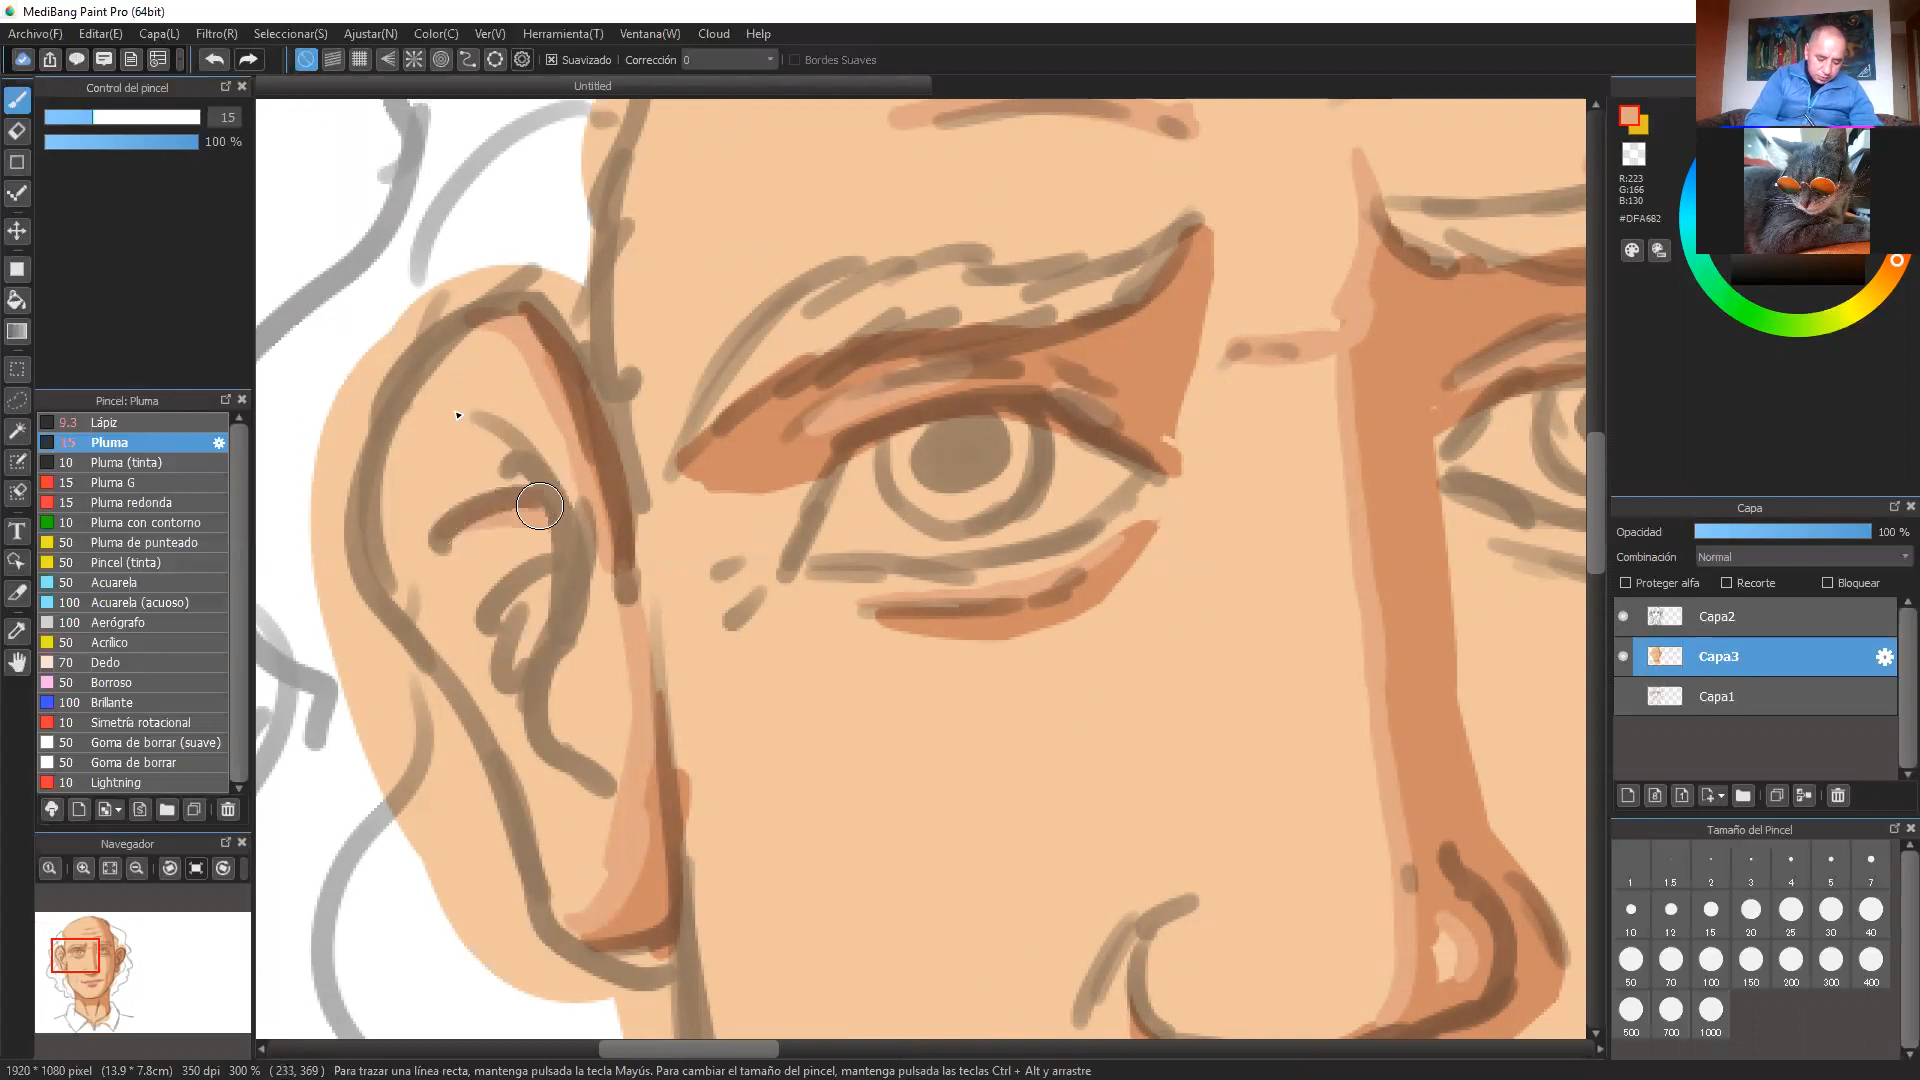 MediBang Paint Pro (64bit)
Archivo(F) Editar(E) Capa(L) Filtro(R) Seleccionar(S) Ajustar(N) Color(C) Ver(V) Herramienta(T) Ventana(W) Cloud Help
Suavizado Corrección 0 Bordes Suaves
Untitled
Control del pincel
15
100 %
R:223
G:166
B:130
#DFA682
Pincel: Pluma
9.3 Lápiz
15 Pluma
10 Pluma (tinta)
15 Pluma G
15 Pluma redonda
10 Pluma con contorno
50 Pluma de punteado
50 Pincel (tinta)
50 Acuarela
100 Acuarela (acuoso)
100 Aerógrafo
50 Acrílico
70 Dedo
50 Borroso
100 Brillante
10 Simetría rotacional
50 Goma de borrar (suave)
50 Goma de borrar
10 Lightning
Navegador
Capa
Opacidad 100 %
Combinación Normal
Proteger alfa Recorte Bloquear
Capa2
Capa3
Capa1
Tamaño del Pincel
1 1.5 2 3 4 5 7
10 12 15 20 25 30 40
50 70 100 150 200 300 400
500 700 1000
1920 * 1080 pixel (13.9 * 7.8cm) 350 dpi 300 % ( 233, 369 ) Para trazar una línea recta, mantenga pulsada la tecla Mayús. Para cambiar el tamaño del pincel, mantenga pulsada las teclas Ctrl + Alt y arrastre